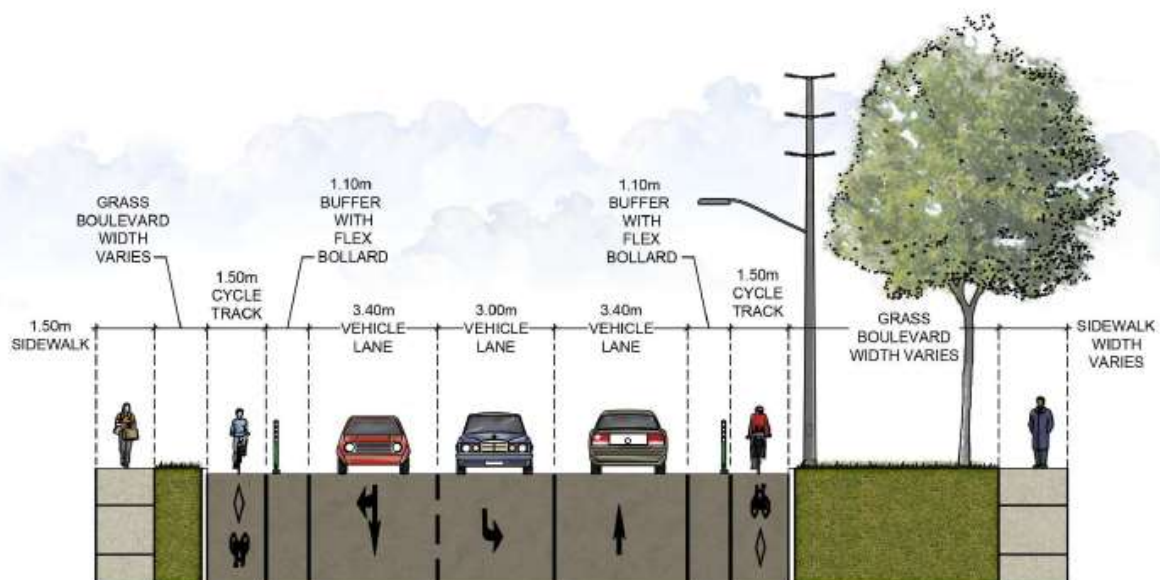 GRASS
BOULEVARD
WIDTH
VARIES
1.10m
BUFFER
WITH
FLEX
BOLLARD
1.10m
BUFFER
WITH
FLEX
BOLLARD
1.50m
CYCLE
TRACK
1.50m
CYCLE
TRACK
1.50m
SIDEWALK
3.40m
VEHICLE
LANE
3.00m
VEHICLE
LANE
3.40m
VEHICLE
LANE
GRASS
BOULEVARD
WIDTH VARIES
SIDEWALK
WIDTH
VARIES